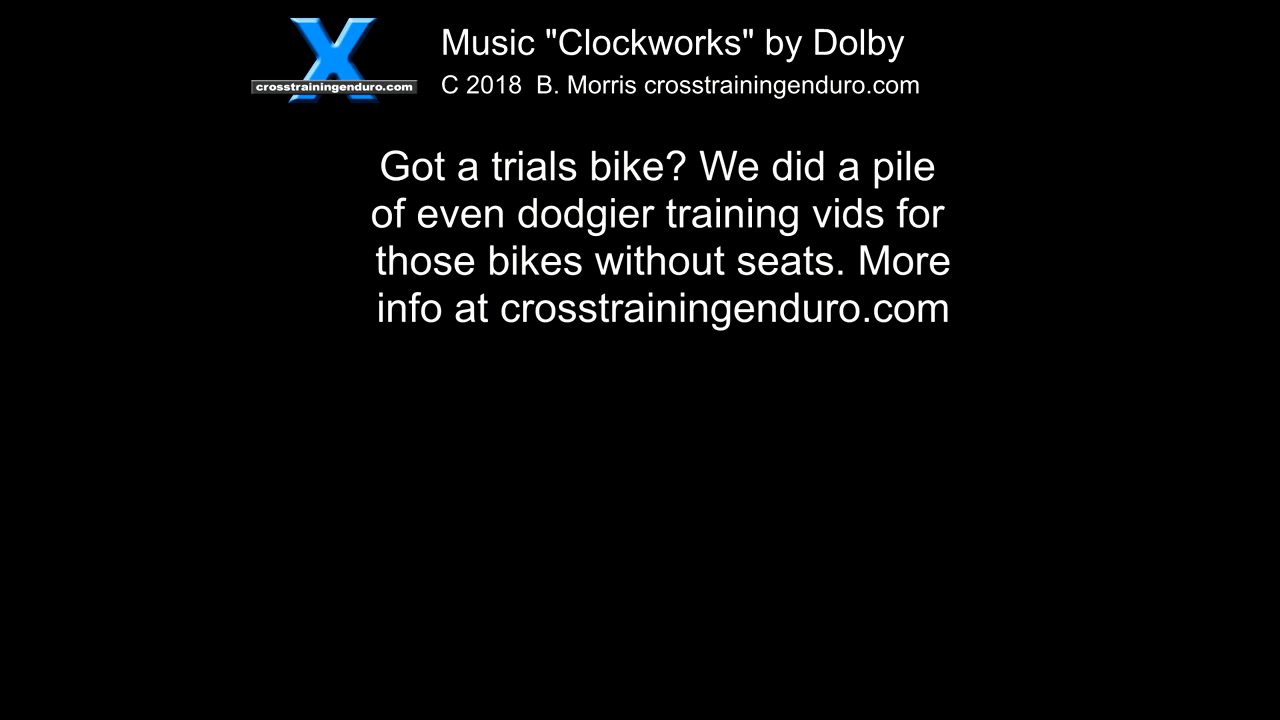 X
crosstrainingenduro.com
Music "Clockworks" by Dolby
C 2018 B. Morris crosstrainingenduro.com
Got a trials bike? We did a pile
of even dodgier training vids for
those bikes without seats. More
info at crosstrainingenduro.com